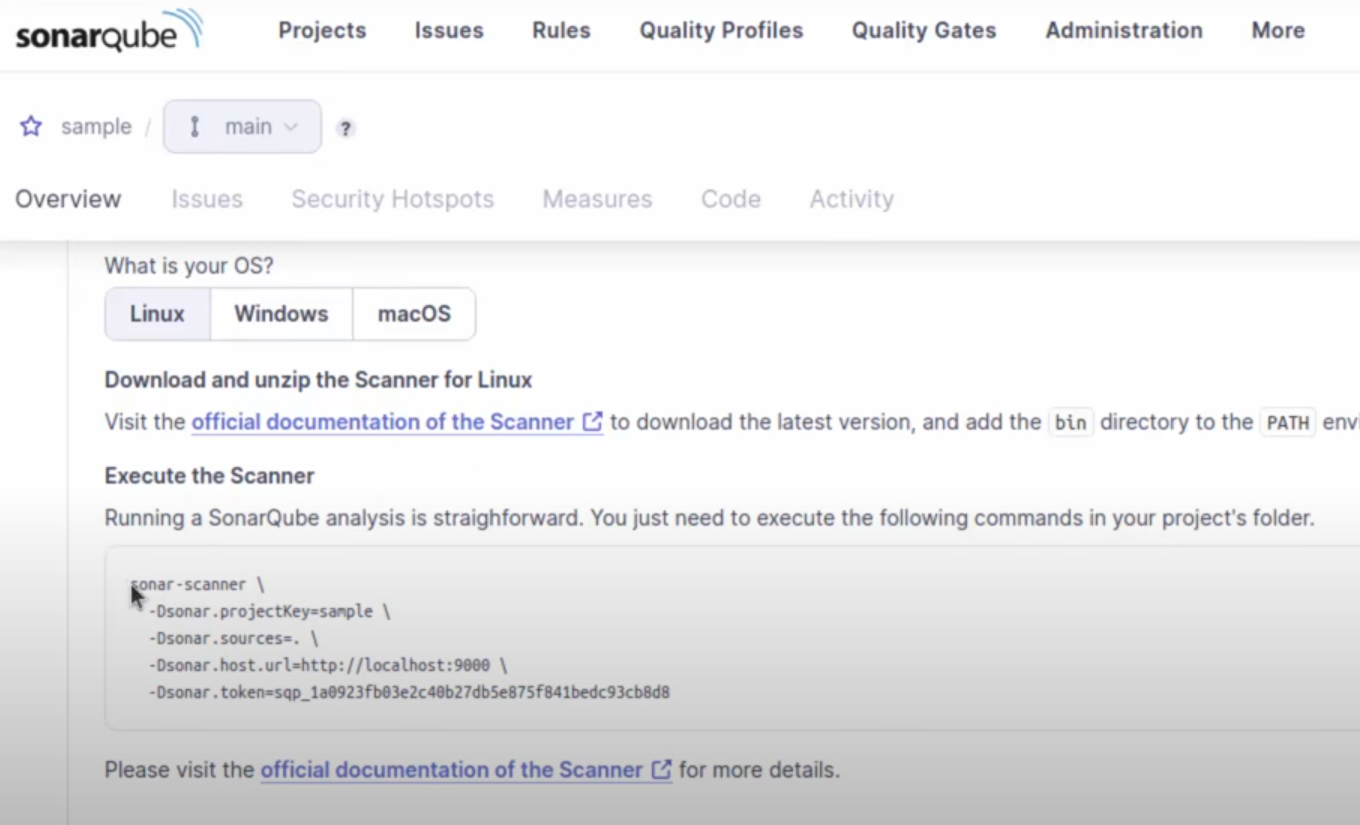 sonarqube Projects Issues Rules Quality Profiles Quality Gates Administration More
sample / main ?
Overview Issues Security Hotspots Measures Code Activity
What is your OS?
Linux Windows macOS
Download and unzip the Scanner for Linux
Visit the official documentation of the Scanner to download the latest version, and add the bin directory to the PATH envi
Execute the Scanner
Running a SonarQube analysis is straighforward. You just need to execute the following commands in your project's folder.
sonar-scanner \
-Dsonar.projectKey=sample \
-Dsonar.sources=. \
-Dsonar.host.url=http://localhost:9000 \
-Dsonar.token=sqp_1a0923fb03e2c40b27db5e875f841bedc93cb8d8
Please visit the official documentation of the Scanner for more details.